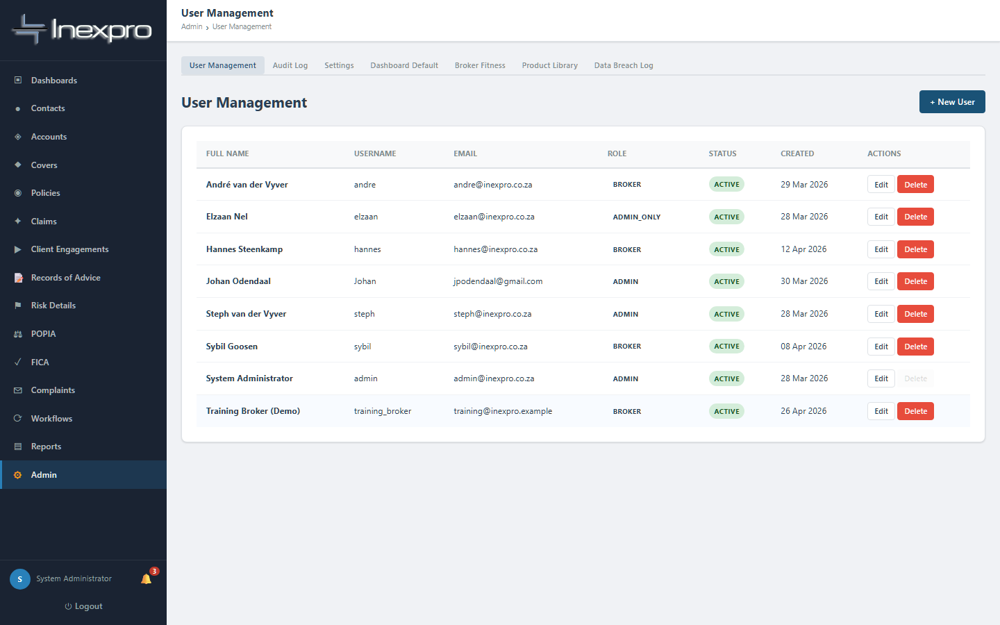 Inexpro
User Management
Admin › User Management
Dashboards
Contacts
Accounts
Covers
Policies
Claims
Client Engagements
Records of Advice
Risk Details
POPIA
FICA
Complaints
Workflows
Reports
Admin
3
S System Administrator
Logout
User Management Audit Log Settings Dashboard Default Broker Fitness Product Library Data Breach Log
User Management
+ New User
FULL NAME USERNAME EMAIL ROLE STATUS CREATED ACTIONS
André van der Vyver andre andre@inexpro.co.za BROKER ACTIVE 29 Mar 2026 Edit Delete
Elzaan Nel elzaan elzaan@inexpro.co.za ADMIN_ONLY ACTIVE 28 Mar 2026 Edit Delete
Hannes Steenkamp hannes hannes@inexpro.co.za BROKER ACTIVE 12 Apr 2026 Edit Delete
Johan Odendaal Johan jpodendaal@gmail.com ADMIN ACTIVE 30 Mar 2026 Edit Delete
Steph van der Vyver steph steph@inexpro.co.za ADMIN ACTIVE 28 Mar 2026 Edit Delete
Sybil Goosen sybil sybil@inexpro.co.za BROKER ACTIVE 08 Apr 2026 Edit Delete
System Administrator admin admin@inexpro.co.za ADMIN ACTIVE 28 Mar 2026 Edit Delete
Training Broker (Demo) training_broker training@inexpro.example BROKER ACTIVE 26 Apr 2026 Edit Delete